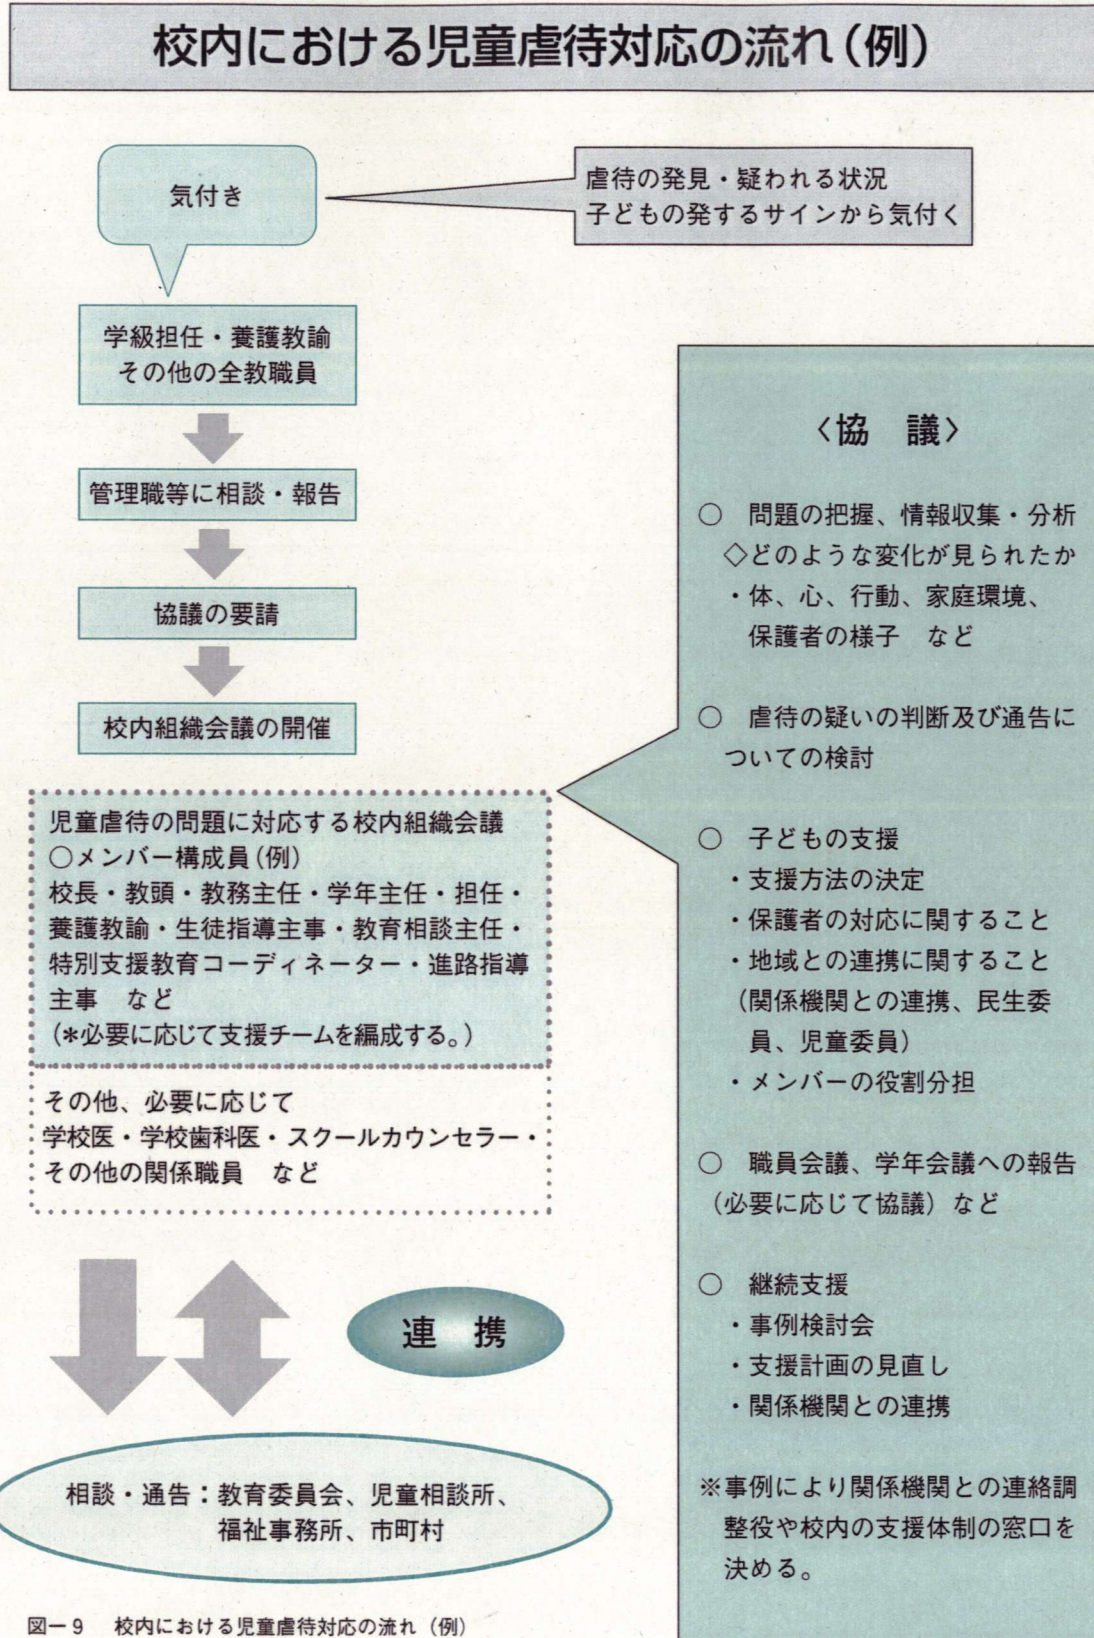 校内における児童虐待対応の流れ(例)
気付き
虐待の発見・疑われる状況
子どもの発するサインから気付く
学級担任・養護教諭
その他の全教職員
管理職等に相談・報告
協議の要請
校内組織会議の開催
児童虐待の問題に対応する校内組織会議
○メンバー構成員(例)
校長・教頭・教務主任・学年主任・担任・
養護教諭・生徒指導主事・教育相談主任・
特別支援教育コーディネーター・進路指導
主事 など
(*必要に応じて支援チームを編成する。)
その他、必要に応じて
学校医・学校歯科医・スクールカウンセラー・
その他の関係職員 など
連 携
相談・通告:教育委員会、児童相談所、
福祉事務所、市町村
〈協 議〉
○ 問題の把握、情報収集・分析
◇どのような変化が見られたか
・体、心、行動、家庭環境、
保護者の様子 など
○ 虐待の疑いの判断及び通告に
ついての検討
○ 子どもの支援
・支援方法の決定
・保護者の対応に関すること
・地域との連携に関すること
(関係機関との連携、民生委
員、児童委員)
・メンバーの役割分担
○ 職員会議、学年会議への報告
(必要に応じて協議)など
○ 継続支援
・事例検討会
・支援計画の見直し
・関係機関との連携
※事例により関係機関との連絡調
整役や校内の支援体制の窓口を
決める。
図ー9 校内における児童虐待対応の流れ(例)